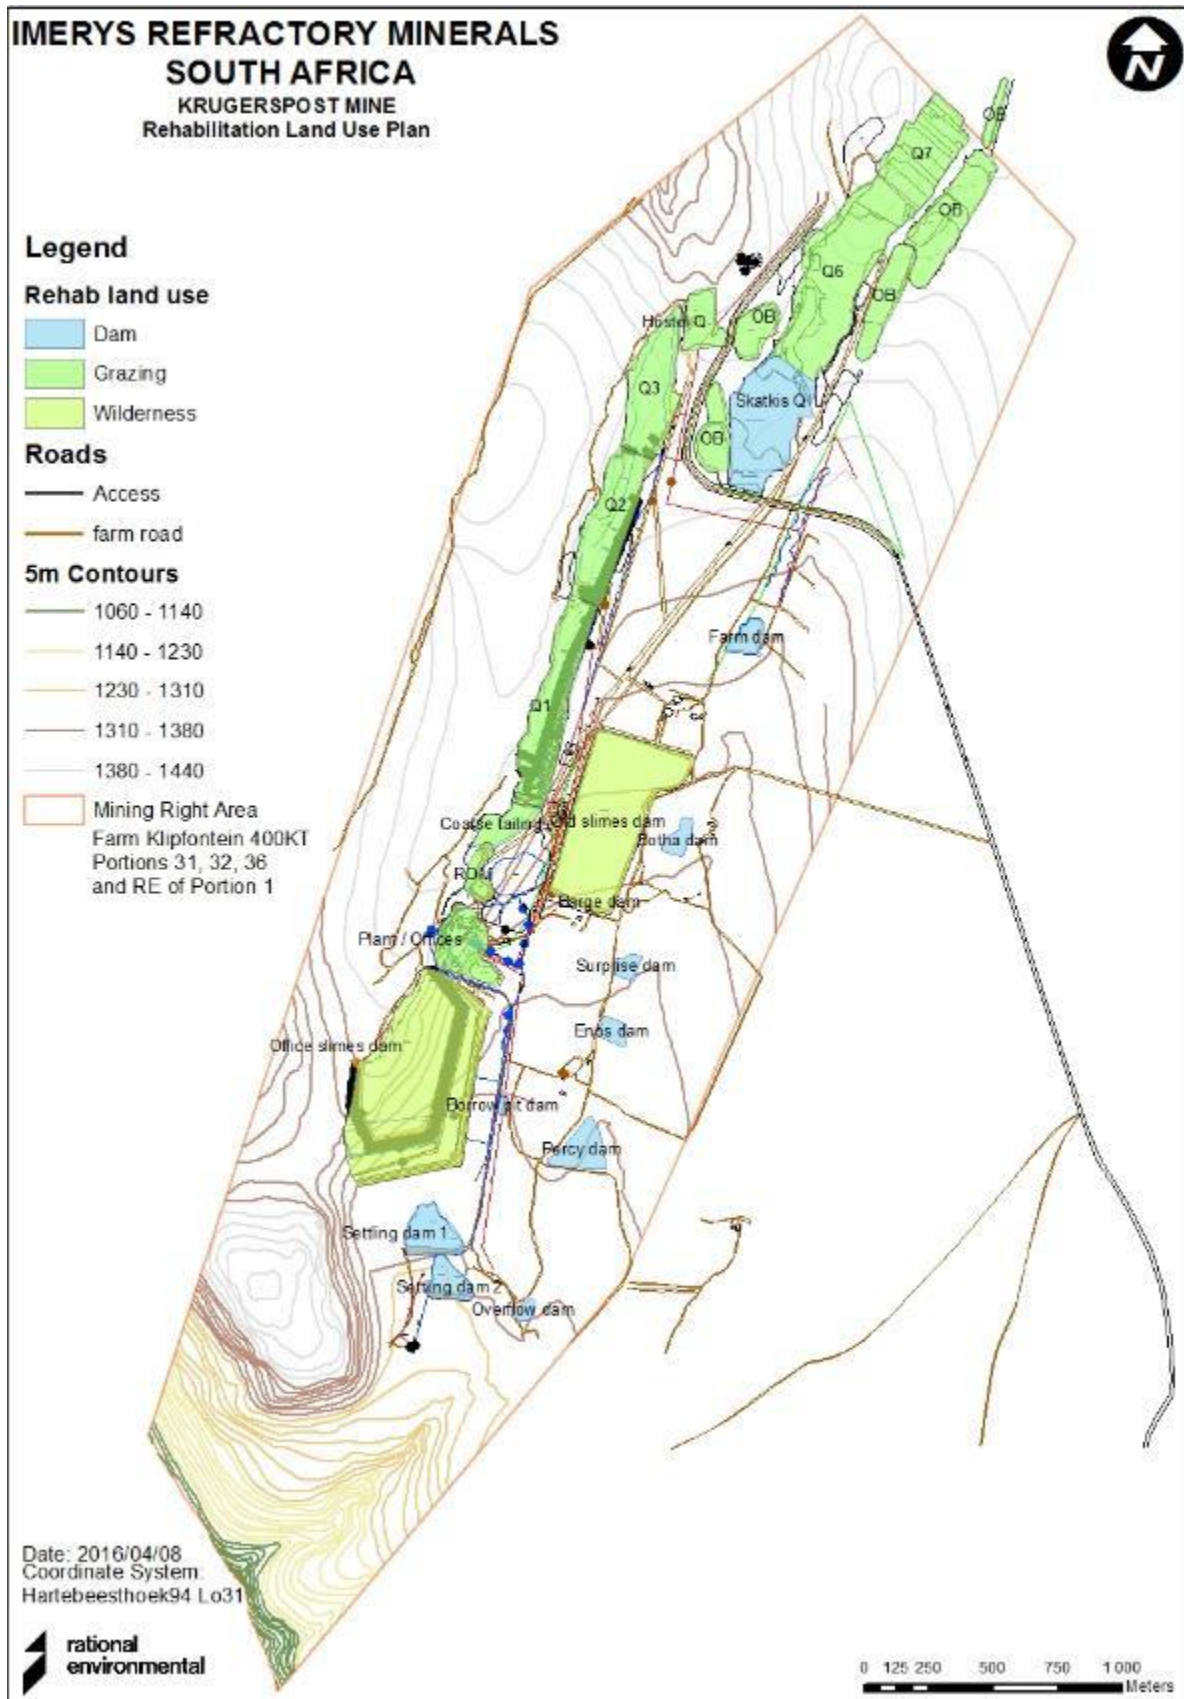 IMERYS REFRACTORY MINERALS
SOUTH AFRICA
KRUGERSPOST MINE
Rehabilitation Land Use Plan
N
Legend
Rehab land use
Dam
Grazing
Wilderness
Roads
Access
farm road
5m Contours
1060 - 1140
1140 - 1230
1230 - 1310
1310 - 1380
1380 - 1440
Mining Right Area
Farm Klipfontein 400KT
Portions 31, 32, 36
and RE of Portion 1
OB
Q7
OB
Q6
OB
Hostel Q
OB
Q3
Skatkis Q
OB
Q2
Farm dam
Q1
Coarse tailings
Old slimes dam
Botha dam
ROM
Barge dam
Plant / Offices
Surprise dam
Enos dam
Office slimes dam
Borrow pit dam
Percy dam
Settling dam 1
Settling dam 2
Overflow dam
Date: 2016/04/08
Coordinate System:
Hartebeesthoek94 Lo31
rational
environmental
0 125 250 500 750 1 000
Meters